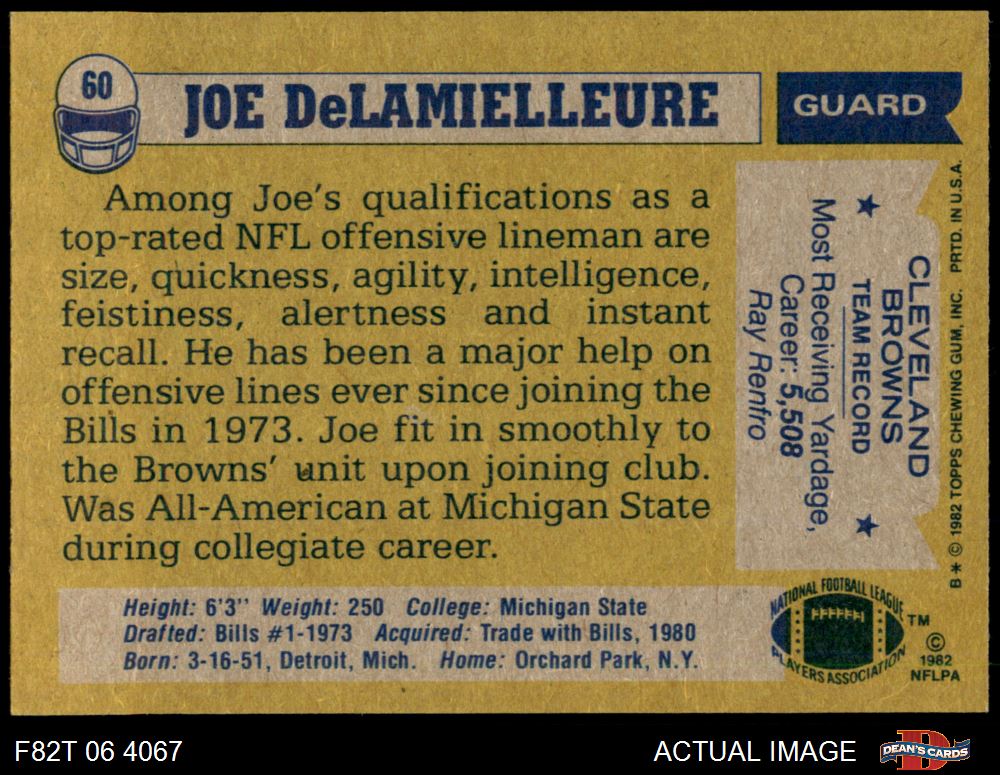 60
JOE DeLAMIELLEURE
GUARD
Among Joe's qualifications as a
top-rated NFL offensive lineman are
size, quickness, agility, intelligence,
feistiness, alertness and instant
recall. He has been a major help on
offensive lines ever since joining the
Bills in 1973. Joe fit in smoothly to
the Browns' unit upon joining club.
Was All-American at Michigan State
during collegiate career.
CLEVELAND
BROWNS
TEAM RECORD
Most Receiving Yardage,
Career: 5,508
Ray Renfro
B* © 1982 TOPPS CHEWING GUM, INC. PRTD. IN U.S.A.
Height: 6'3" Weight: 250 College: Michigan State
Drafted: Bills #1-1973 Acquired: Trade with Bills, 1980
Born: 3-16-51, Detroit, Mich. Home: Orchard Park, N.Y.
NATIONAL FOOTBALL LEAGUE
PLAYERS ASSOCIATION
TM
©
1982
NFLPA
F82T 06 4067
ACTUAL IMAGE
DEAN'S CARDS